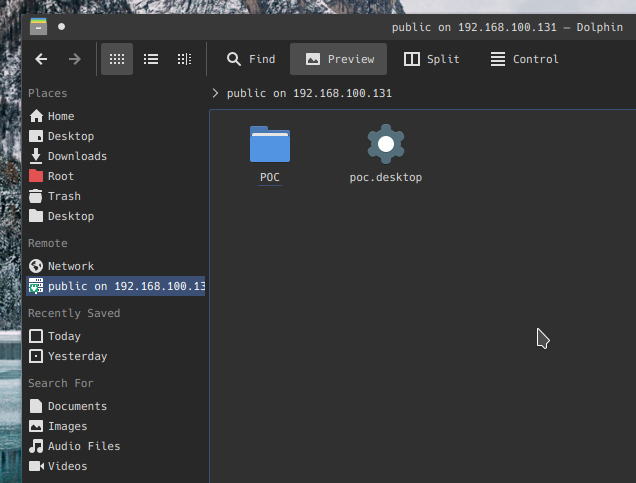 public on 192.168.100.131 — Dolphin
Find
Preview
Split
Control
Places
Home
Desktop
Downloads
Root
Trash
Desktop
Remote
Network
public on 192.168.100.13
Recently Saved
Today
Yesterday
Search For
Documents
Images
Audio Files
Videos
public on 192.168.100.131
POC
poc.desktop